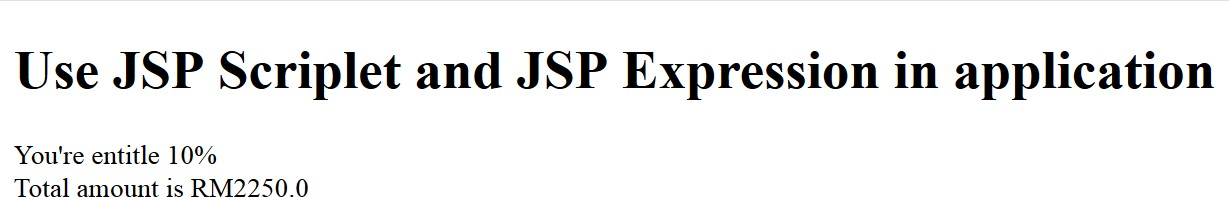 Use JSP Scriplet and JSP Expression in application
You're entitle 10%
Total amount is RM2250.0